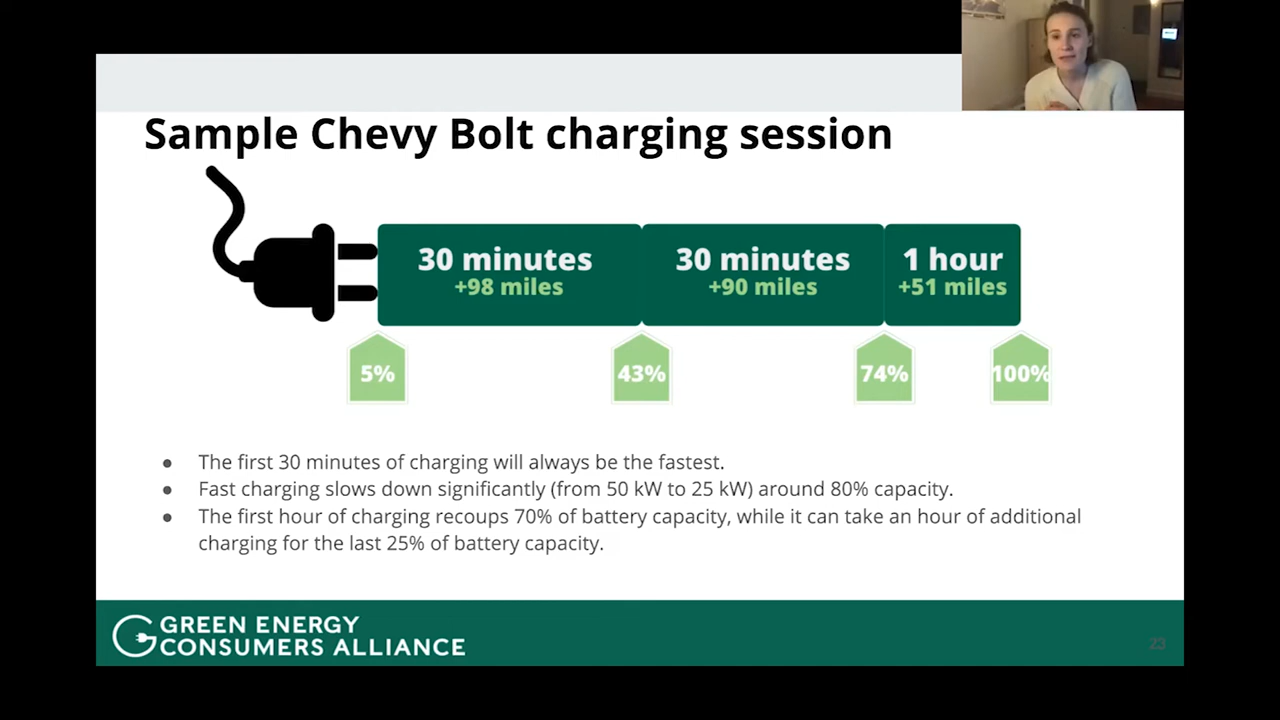 Sample Chevy Bolt charging session
30 minutes
+98 miles
30 minutes
+90 miles
1 hour
+51 miles
5%
43%
74%
100%
● The first 30 minutes of charging will always be the fastest.
● Fast charging slows down significantly (from 50 kW to 25 kW) around 80% capacity.
● The first hour of charging recoups 70% of battery capacity, while it can take an hour of additional
charging for the last 25% of battery capacity.
GREEN ENERGY
CONSUMERS ALLIANCE
23